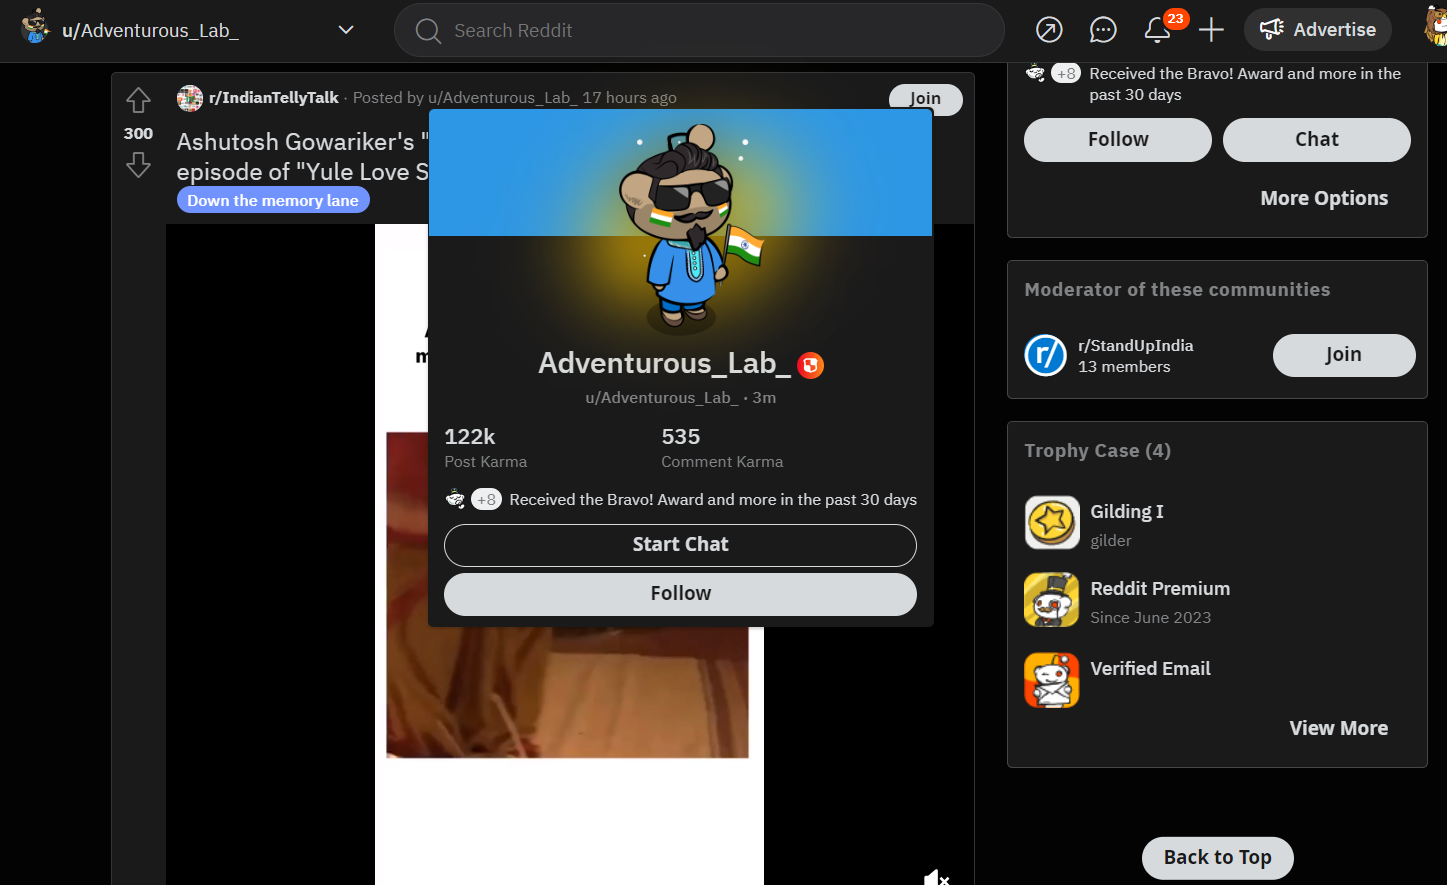 u/Adventurous_Lab_
Search Reddit
23
Advertise
r/IndianTellyTalk · Posted by u/Adventurous_Lab_ 17 hours ago
Join
300
Ashutosh Gowariker's "
episode of "Yule Love S
Down the memory lane
Adventurous_Lab_
u/Adventurous_Lab_ · 3m
122k
535
Post Karma
Comment Karma
+8 Received the Bravo! Award and more in the past 30 days
Start Chat
Follow
+8 Received the Bravo! Award and more in the
past 30 days
Follow
Chat
More Options
Moderator of these communities
r/
r/StandUpIndia
13 members
Join
Trophy Case (4)
Gilding I
gilder
Reddit Premium
Since June 2023
Verified Email
View More
Back to Top